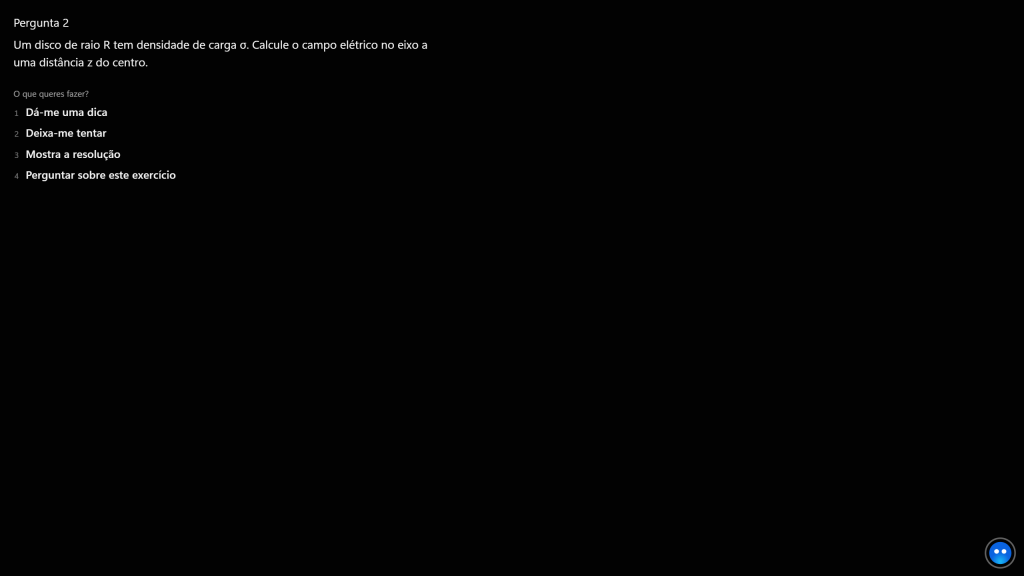 Pergunta 2
Um disco de raio R tem densidade de carga σ. Calcule o campo elétrico no eixo a
uma distância z do centro.
O que queres fazer?
1 Dá-me uma dica
2 Deixa-me tentar
3 Mostra a resolução
4 Perguntar sobre este exercício